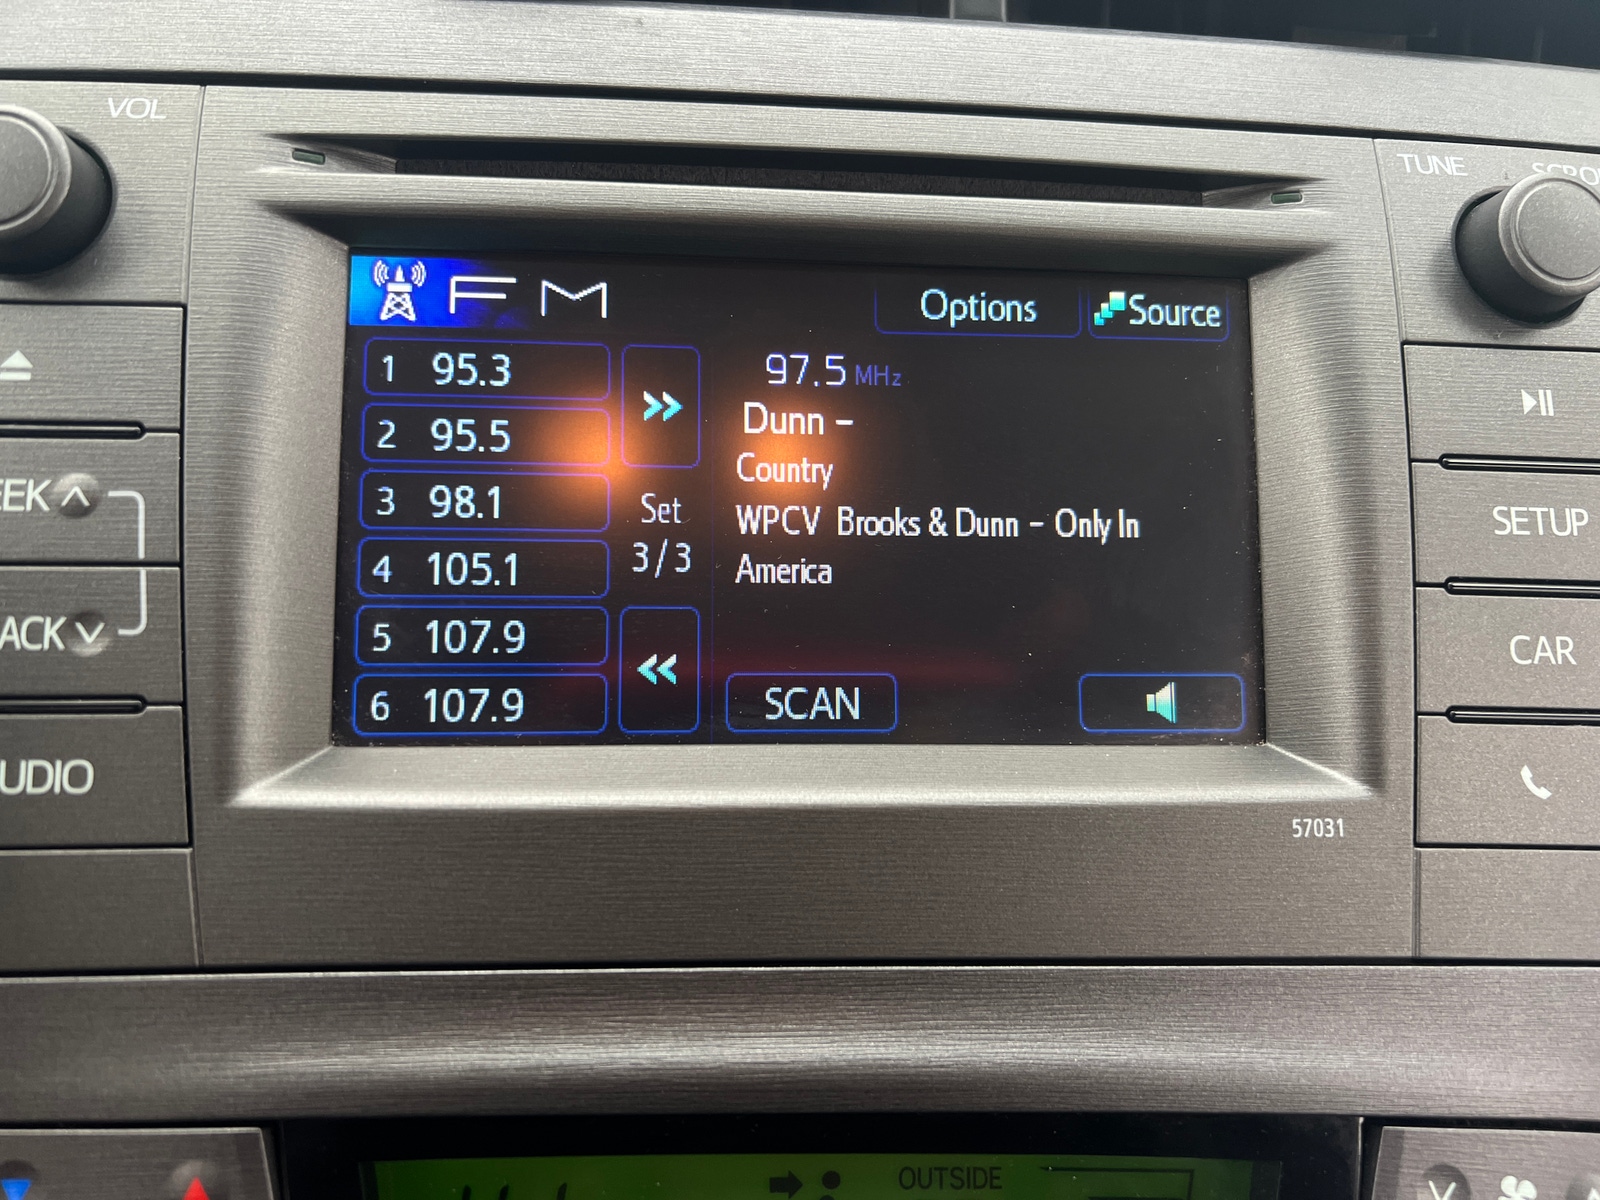 VOL
TUNE
SCRO
FM
Options
Source
1 95.3
2 95.5
3 98.1
4 105.1
5 107.9
6 107.9
Set
3/3
97.5 MHz
Dunn –
Country
WPCV Brooks & Dunn – Only In
America
SCAN
EEK
ACK
UDIO
SETUP
CAR
57031
OUTSIDE